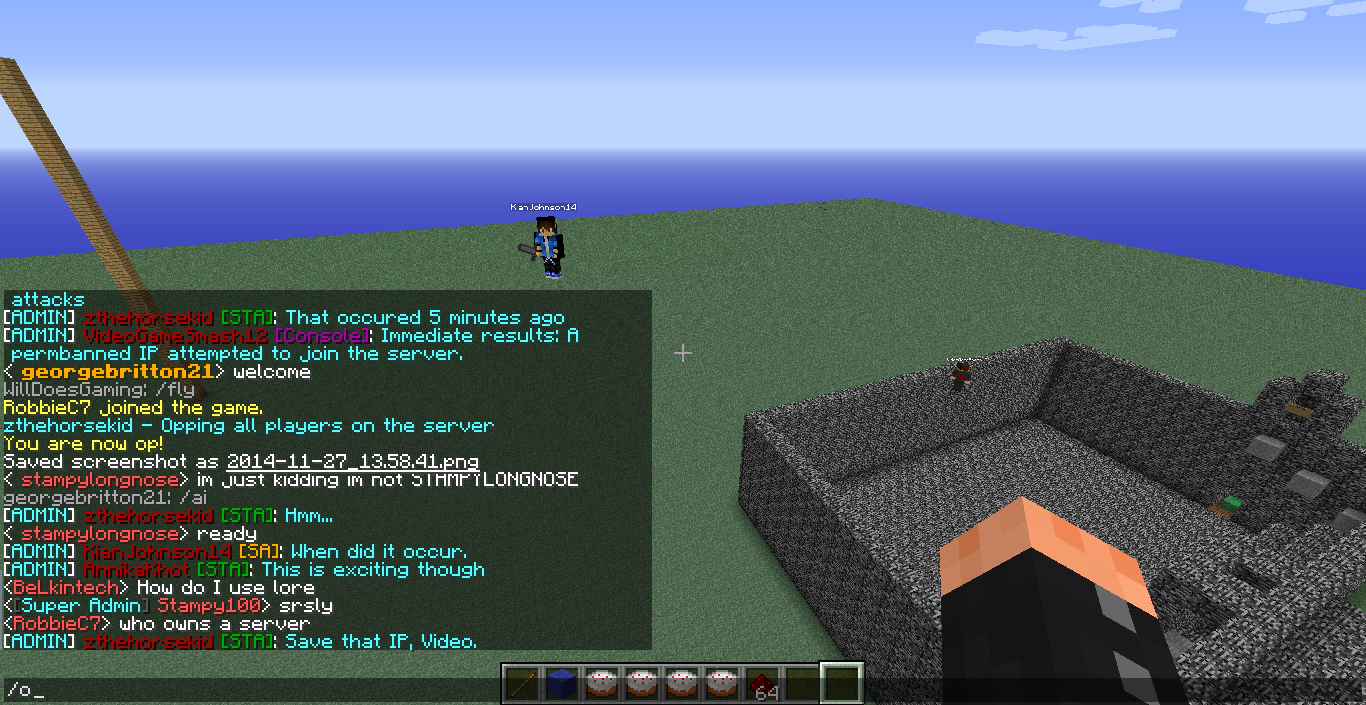 KianJohnson14
attacks
[ADMIN] zthehorsekid [STA]: That occured 5 minutes ago
[ADMIN] VideoGameSmash12 [Console]: Immediate results: A
permbanned IP attempted to join the server.
< georgebritton21> welcome
WillDoesGaming: /fly
RobbieC7 joined the game.
zthehorsekid - Opping all players on the server
You are now op!
Saved screenshot as 2014-11-27_13.58.41.png
< stampylongnose> im just kidding im not STAMPYLONGNOSE
georgebritton21: /ai
[ADMIN] zthehorsekid [STA]: Hmm...
< stampylongnose> ready
[ADMIN] KianJohnson14 [SA]: When did it occur.
[ADMIN] AnnikaKhot [STA]: This is exciting though
<BeLkintech> How do I use lore
<[Super Admin] Stampy100> srsly
<RobbieC7> who owns a server
[ADMIN] zthehorsekid [STA]: Save that IP, Video.
/o_
64